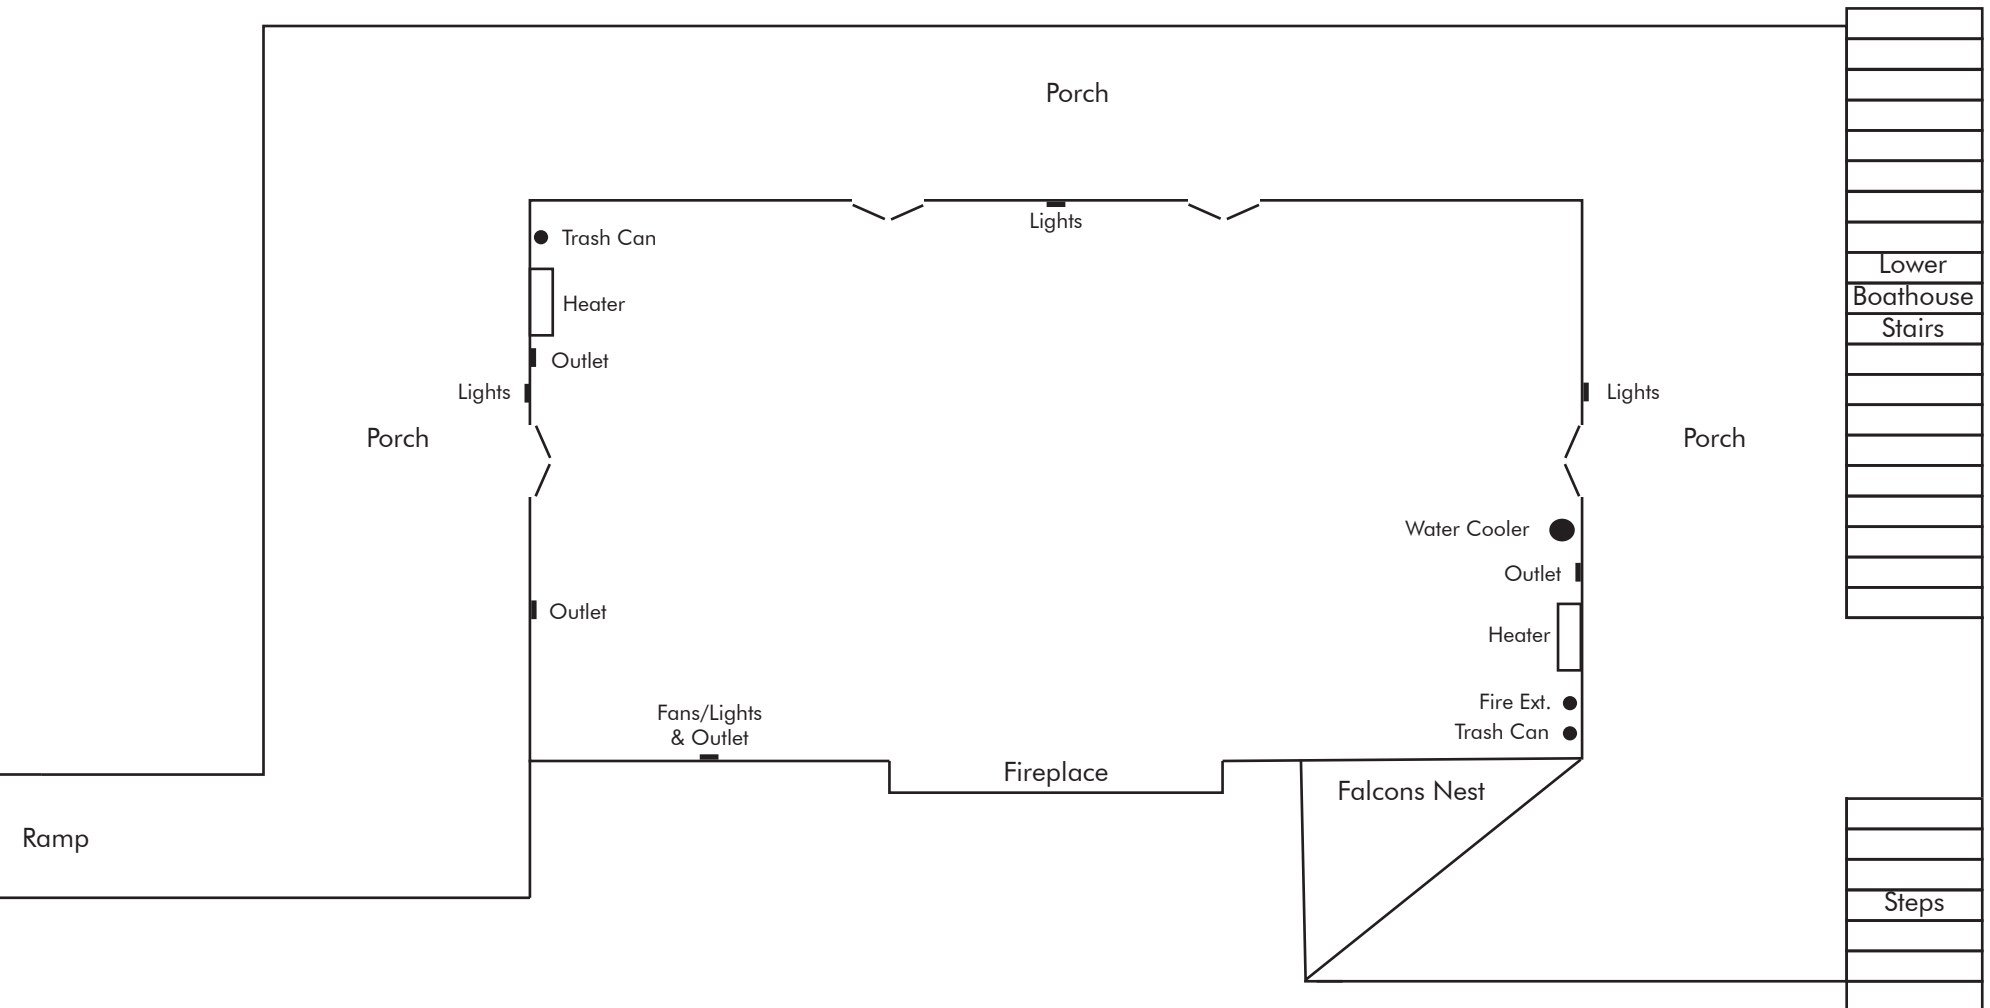 Porch
Lights
Trash Can
Heater
Outlet
Lights
Porch
Outlet
Fans/Lights
& Outlet
Fireplace
Lights
Porch
Water Cooler
Outlet
Heater
Fire Ext.
Trash Can
Falcons Nest
Ramp
Lower
Boathouse
Stairs
Steps